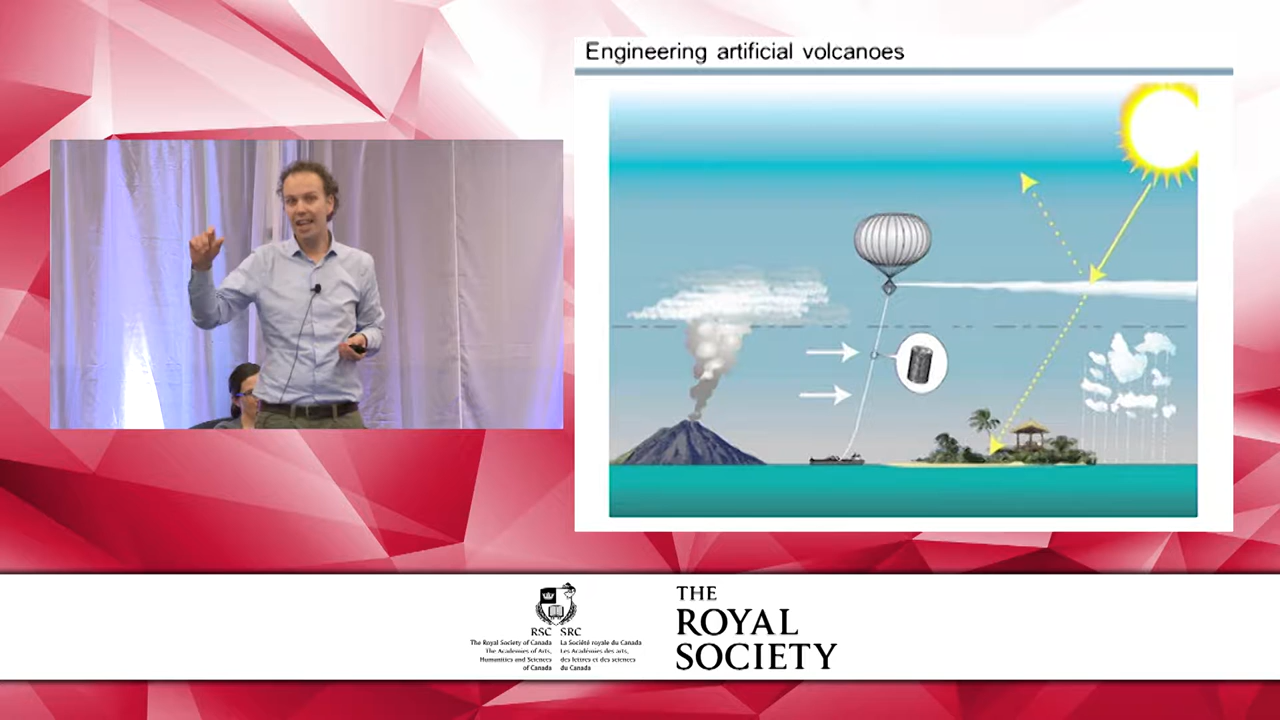 Engineering artificial volcanoes
RSC SRC
The Royal Society of Canada
The Academies of Arts,
Humanities and Sciences
of Canada
La Société royale du Canada
Les Académies des arts,
des lettres et des sciences
du Canada
THE
ROYAL
SOCIETY